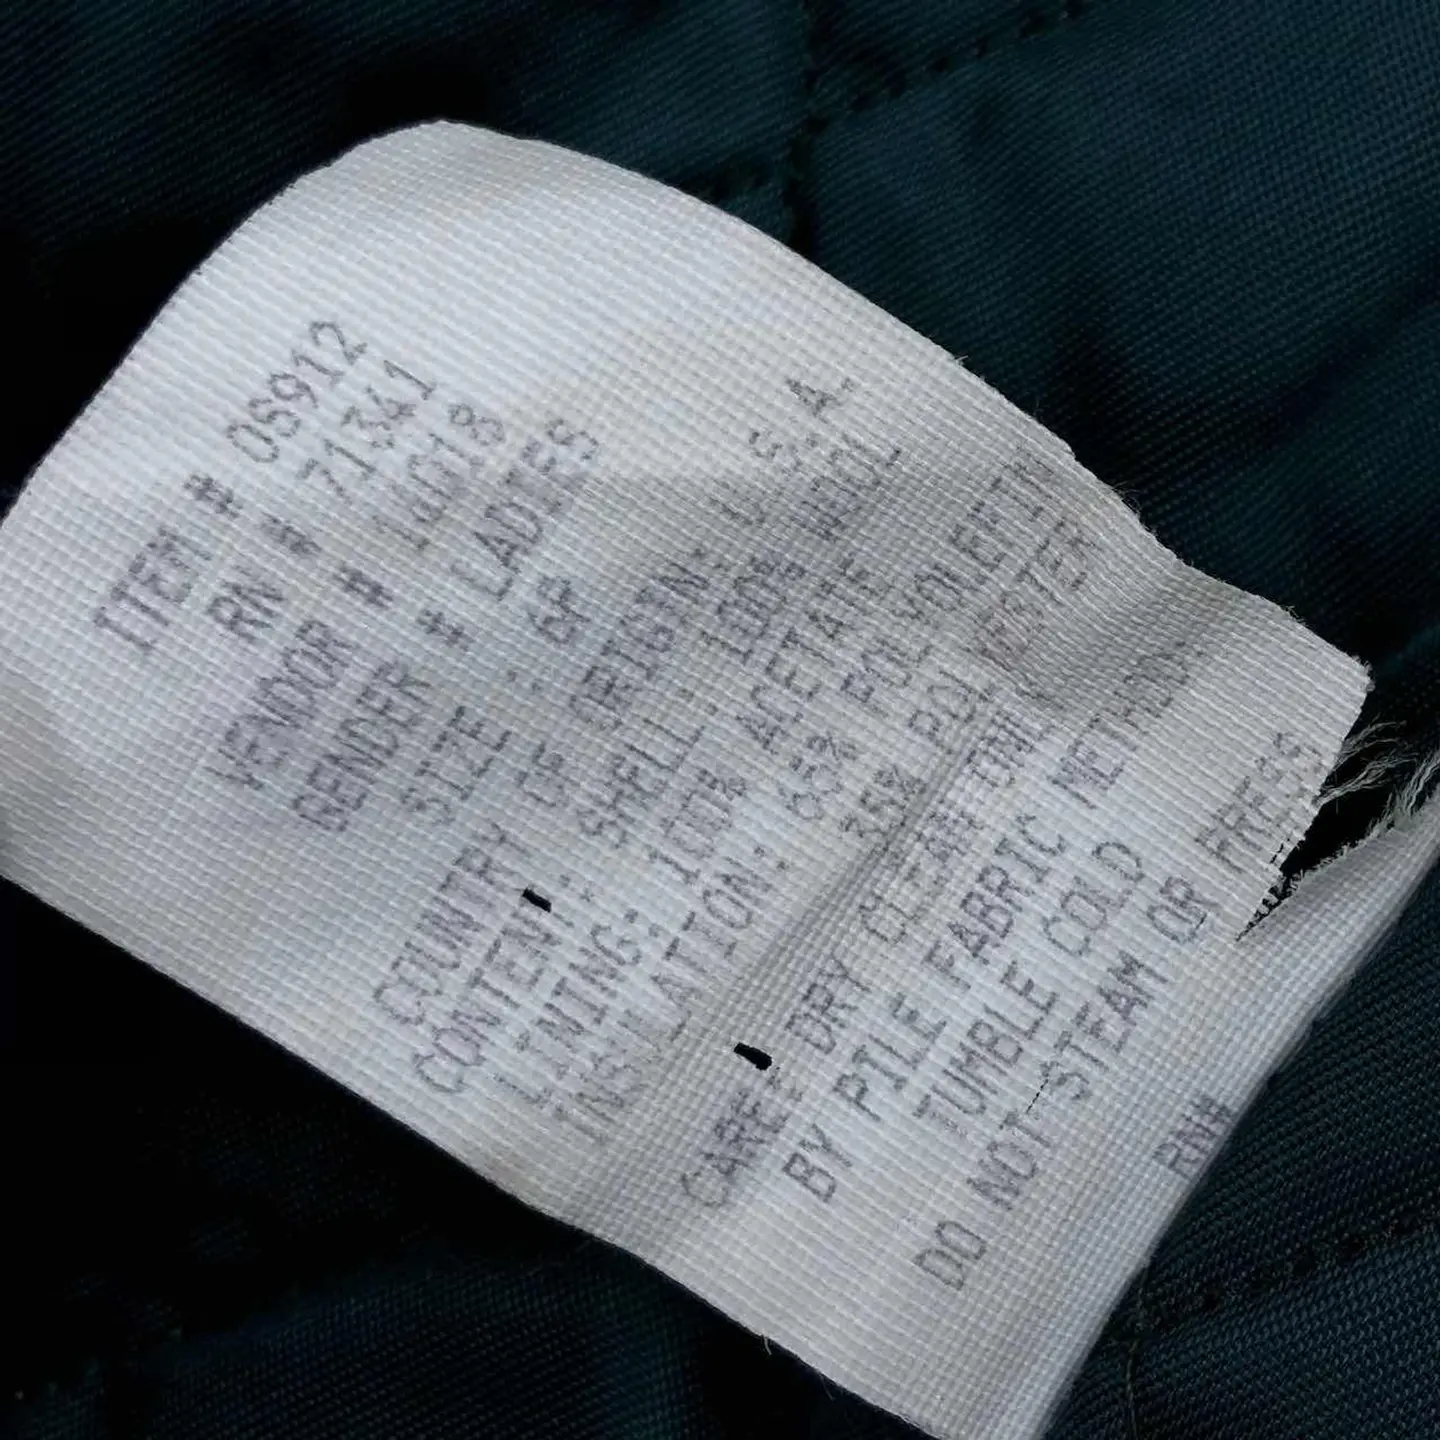 ITEM # OS912
RN # 71341
VENDOR #
GENDER # LADIES
SIZE : 6P
COUNTRY OF ORIGIN: U.S.A.
CONTENT: SHELL: 100% WOOL
LINING: 100% ACETATE
INSULATION: 65% POLYOLEFIN
35% POLYESTER
CARE: DRY CLEAN ONLY
BY PILE FABRIC METHOD.
TUMBLE COLD
DO NOT STEAM OR PRESS
RN#